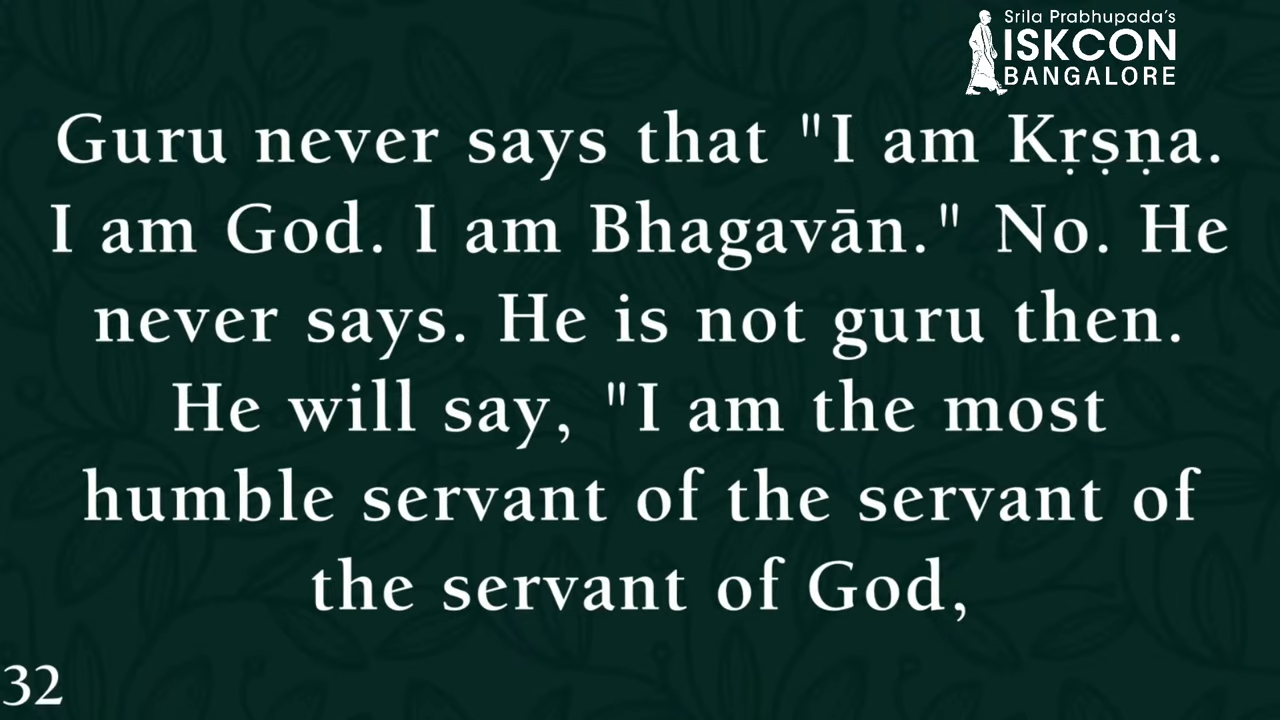 Srila Prabhupada's
ISKCON
BANGALORE
Guru never says that "I am Kṛṣṇa.
I am God. I am Bhagavān." No. He
never says. He is not guru then.
He will say, "I am the most
humble servant of the servant of
the servant of God,
32